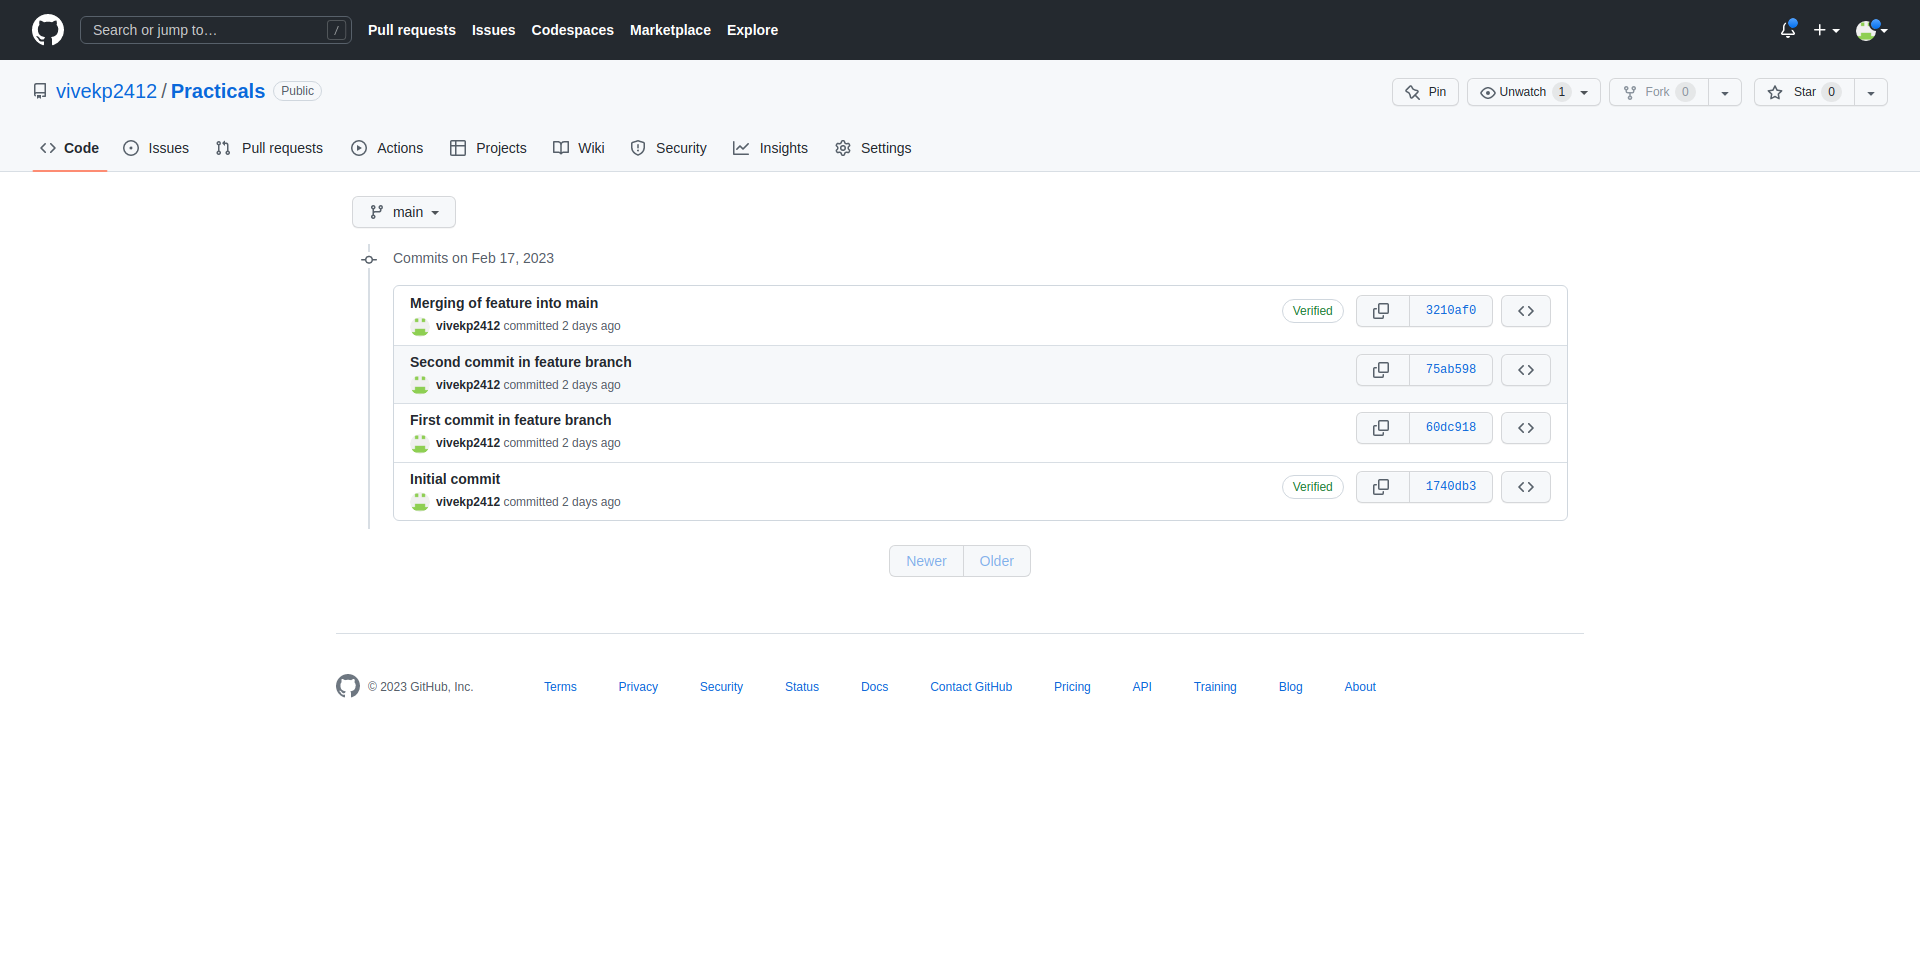 Search or jump to… /
Pull requests Issues Codespaces Marketplace Explore
vivekp2412 / Practicals Public
Pin Unwatch 1 Fork 0 Star 0
Code Issues Pull requests Actions Projects Wiki Security Insights Settings
main
Commits on Feb 17, 2023
Merging of feature into main
vivekp2412 committed 2 days ago
Verified 3210af0
Second commit in feature branch
vivekp2412 committed 2 days ago
75ab598
First commit in feature branch
vivekp2412 committed 2 days ago
60dc918
Initial commit
vivekp2412 committed 2 days ago
Verified 1740db3
Newer Older
© 2023 GitHub, Inc. Terms Privacy Security Status Docs Contact GitHub Pricing API Training Blog About